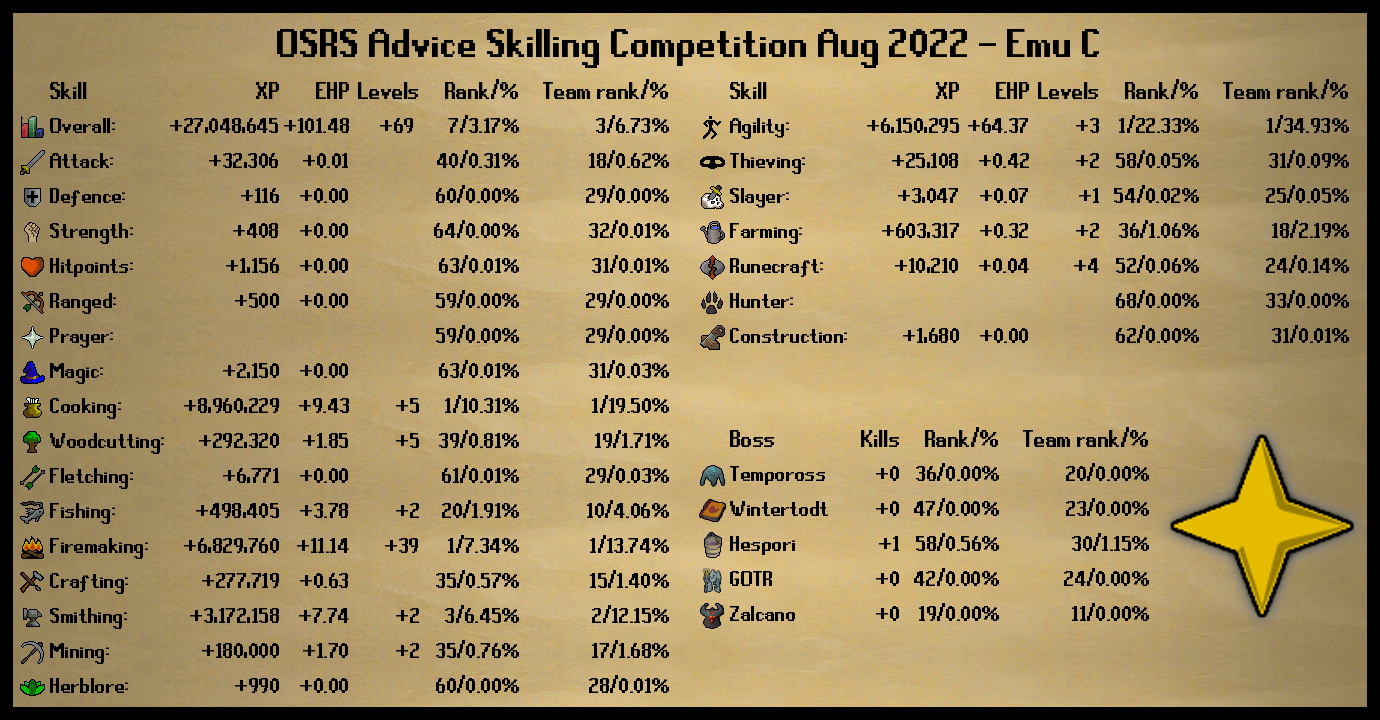 OSRS Advice Skilling Competition Aug 2022 - Emu C
Skill XP EHP Levels Rank/% Team rank/%
Overall: +27,048,645 +101.48 +69 7/3.17% 3/6.73%
Attack: +32,306 +0.01 40/0.31% 18/0.62%
Defence: +116 +0.00 60/0.00% 29/0.00%
Strength: +408 +0.00 64/0.00% 32/0.01%
Hitpoints: +1,156 +0.00 63/0.01% 31/0.01%
Ranged: +500 +0.00 59/0.00% 29/0.00%
Prayer: 59/0.00% 29/0.00%
Magic: +2,150 +0.00 63/0.01% 31/0.03%
Cooking: +8,960,229 +9.43 +5 1/10.31% 1/19.50%
Woodcutting: +292,320 +1.85 +5 39/0.81% 19/1.71%
Fletching: +6,771 +0.00 61/0.01% 29/0.03%
Fishing: +498,405 +3.78 +2 20/1.91% 10/4.06%
Firemaking: +6,829,760 +11.14 +39 1/7.34% 1/13.74%
Crafting: +277,719 +0.63 35/0.57% 15/1.40%
Smithing: +3,172,158 +7.74 +2 3/6.45% 2/12.15%
Mining: +180,000 +1.70 +2 35/0.76% 17/1.68%
Herblore: +990 +0.00 60/0.00% 28/0.01%
Skill XP EHP Levels Rank/% Team rank/%
Agility: +6,150,295 +64.37 +3 1/22.33% 1/34.93%
Thieving: +25,108 +0.42 +2 58/0.05% 31/0.09%
Slayer: +3,047 +0.07 +1 54/0.02% 25/0.05%
Farming: +603,317 +0.32 +2 36/1.06% 18/2.19%
Runecraft: +10,210 +0.04 +4 52/0.06% 24/0.14%
Hunter: 68/0.00% 33/0.00%
Construction: +1,680 +0.00 62/0.00% 31/0.01%
Boss Kills Rank/% Team rank/%
Tempoross +0 36/0.00% 20/0.00%
Wintertodt +0 47/0.00% 23/0.00%
Hespori +1 58/0.56% 30/1.15%
GOTR +0 42/0.00% 24/0.00%
Zalcano +0 19/0.00% 11/0.00%